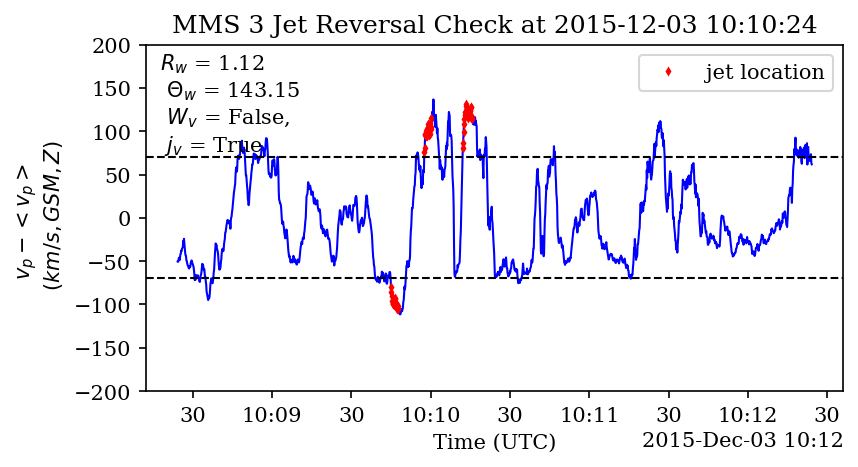 MMS 3 Jet Reversal Check at 2015-12-03 10:10:24
R_w = 1.12
Θ_w = 143.15
W_v = False,
j_v = True
jet location
v_p − < v_p >
(km/s, GSM, Z)
200
150
100
50
0
−50
−100
−150
−200
30 10:09 30 10:10 30 10:11 30 10:12 30
Time (UTC)
2015-Dec-03 10:12